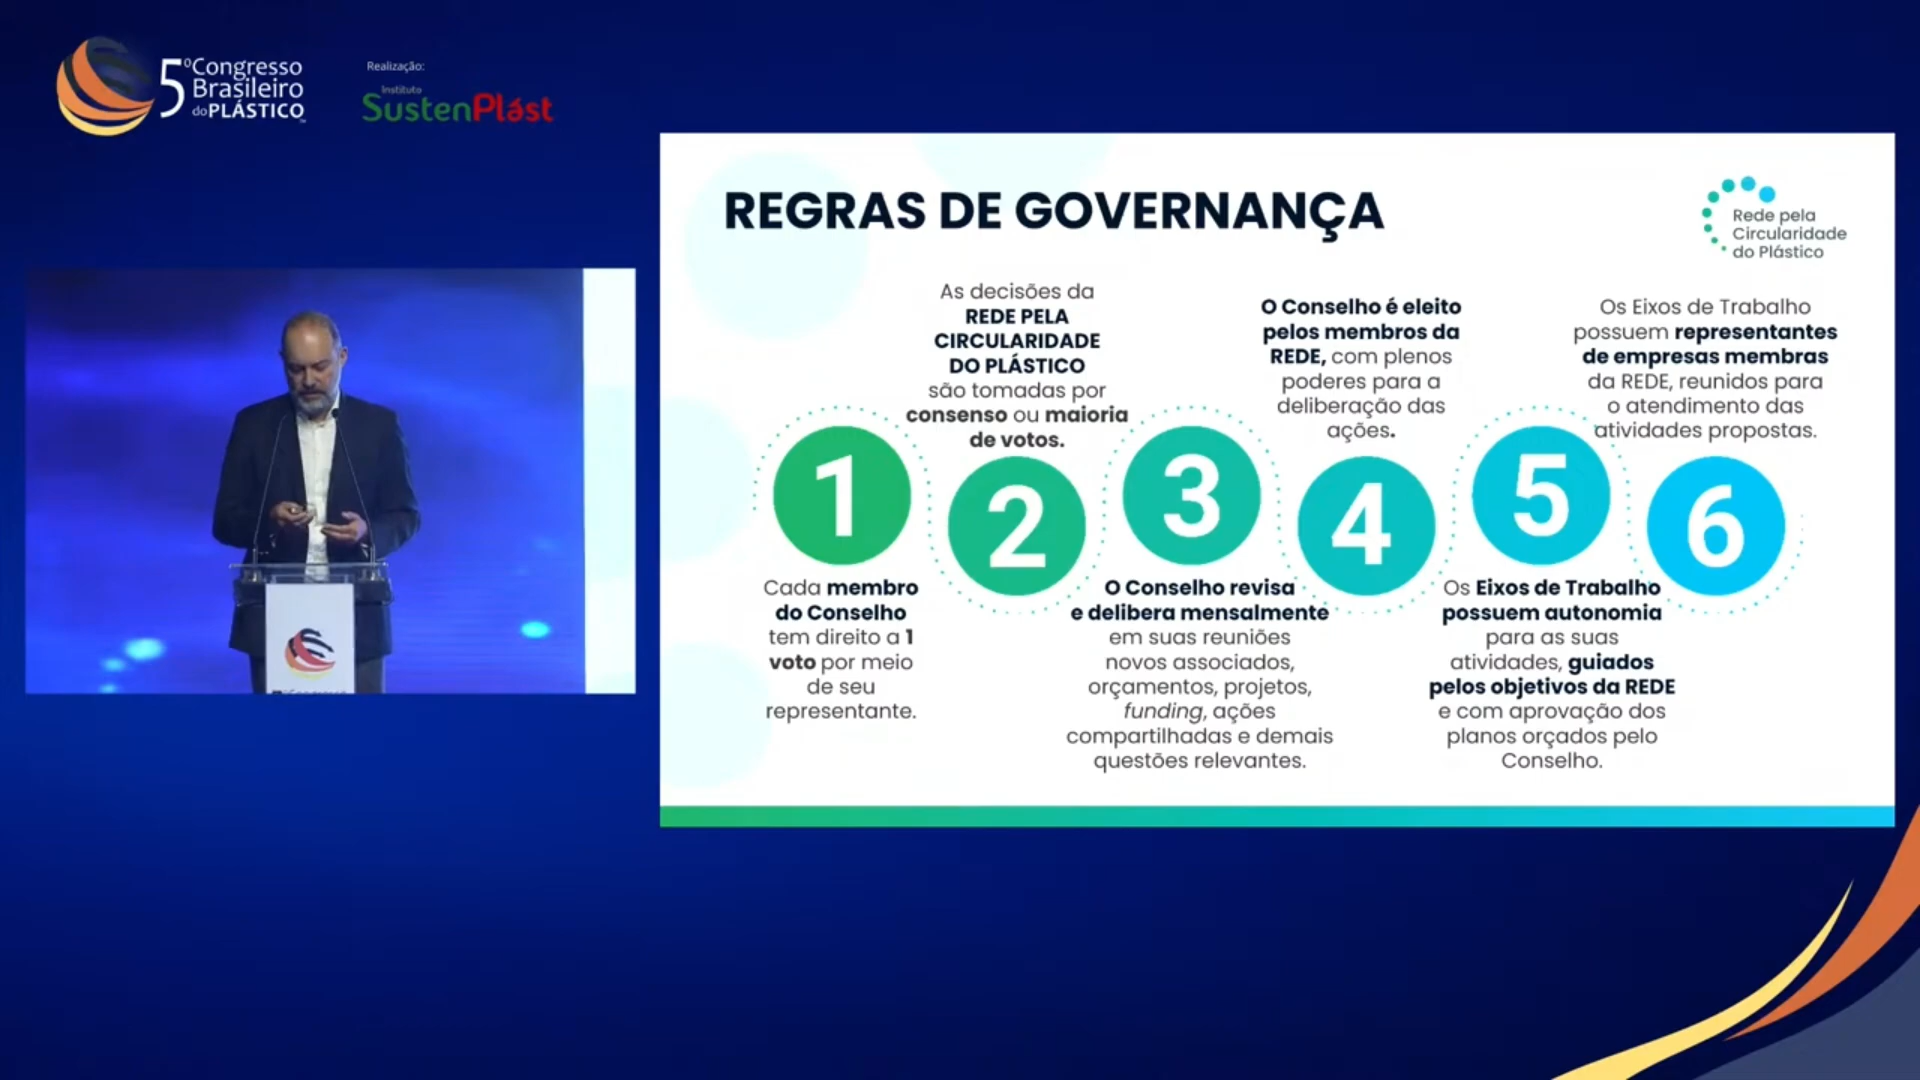 5º Congresso
Brasileiro
do PLÁSTICO
Realização:
Instituto
SustenPlást
REGRAS DE GOVERNANÇA
Rede pela
Circularidade
do Plástico
1
Cada membro
do Conselho
tem direito a 1
voto por meio
de seu
representante.
As decisões da
REDE PELA
CIRCULARIDADE
DO PLÁSTICO
são tomadas por
consenso ou maioria
de votos.
2
3
O Conselho revisa
e delibera mensalmente
em suas reuniões
novos associados,
orçamentos, projetos,
funding, ações
compartilhadas e demais
questões relevantes.
O Conselho é eleito
pelos membros da
REDE, com plenos
poderes para a
deliberação das
ações.
4
5
Os Eixos de Trabalho
possuem autonomia
para as suas
atividades, guiados
pelos objetivos da REDE
e com aprovação dos
planos orçados pelo
Conselho.
Os Eixos de Trabalho
possuem representantes
de empresas membras
da REDE, reunidos para
o atendimento das
atividades propostas.
6